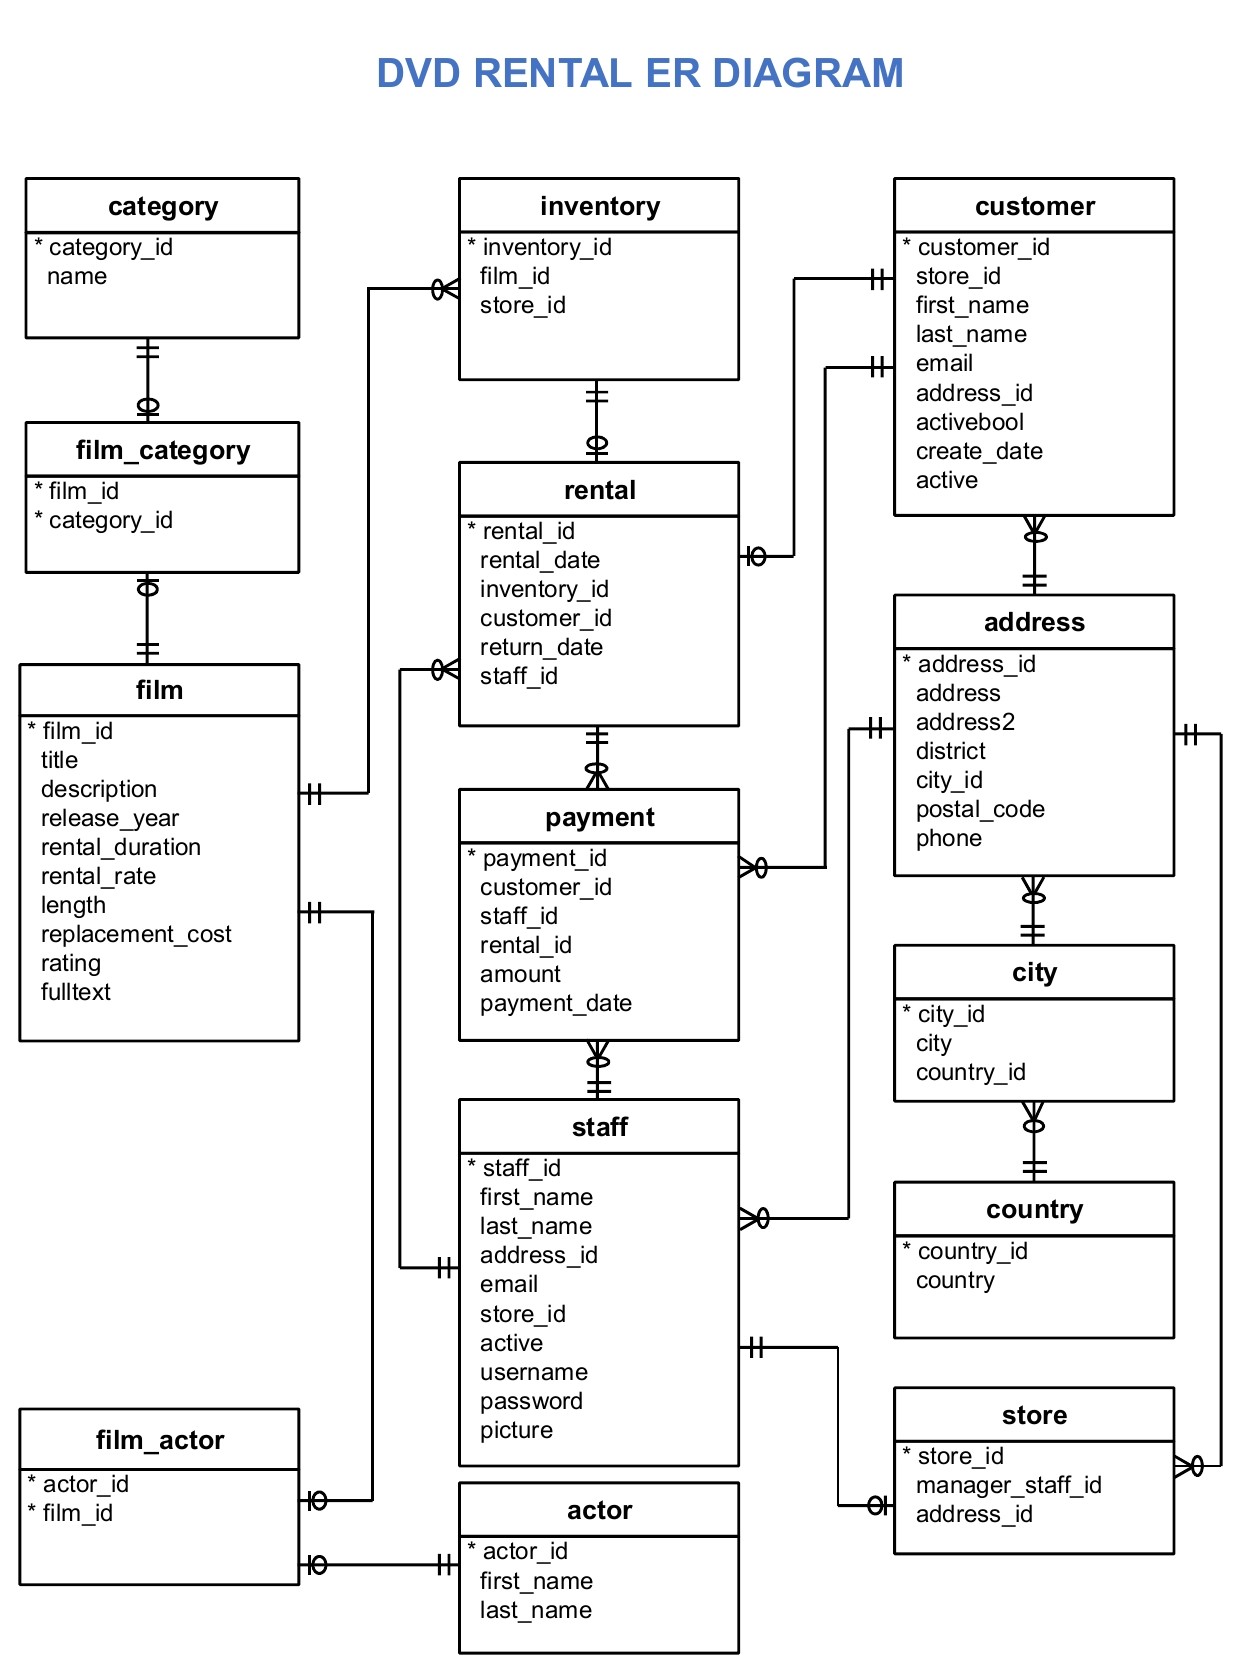 DVD RENTAL ER DIAGRAM
category
* category_id
name
film_category
* film_id
* category_id
film
* film_id
title
description
release_year
rental_duration
rental_rate
length
replacement_cost
rating
fulltext
film_actor
* actor_id
* film_id
inventory
* inventory_id
film_id
store_id
rental
* rental_id
rental_date
inventory_id
customer_id
return_date
staff_id
payment
* payment_id
customer_id
staff_id
rental_id
amount
payment_date
staff
* staff_id
first_name
last_name
address_id
email
store_id
active
username
password
picture
actor
* actor_id
first_name
last_name
customer
* customer_id
store_id
first_name
last_name
email
address_id
activebool
create_date
active
address
* address_id
address
address2
district
city_id
postal_code
phone
city
* city_id
city
country_id
country
* country_id
country
store
* store_id
manager_staff_id
address_id